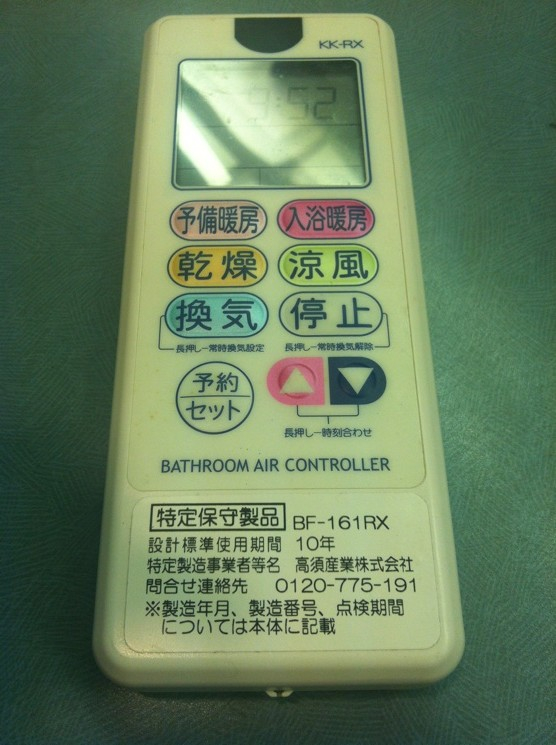 KK-RX
9:52
予備暖房 入浴暖房
乾燥 涼風
換気 停止
長押し-常時換気設定 長押し-常時換気解除
予約
セット
長押し-時刻合わせ
BATHROOM AIR CONTROLLER
特定保守製品 BF-161RX
設計標準使用期間 10年
特定製造事業者等名 高須産業株式会社
問合せ連絡先 0120-775-191
※製造年月、製造番号、点検期間
については本体に記載